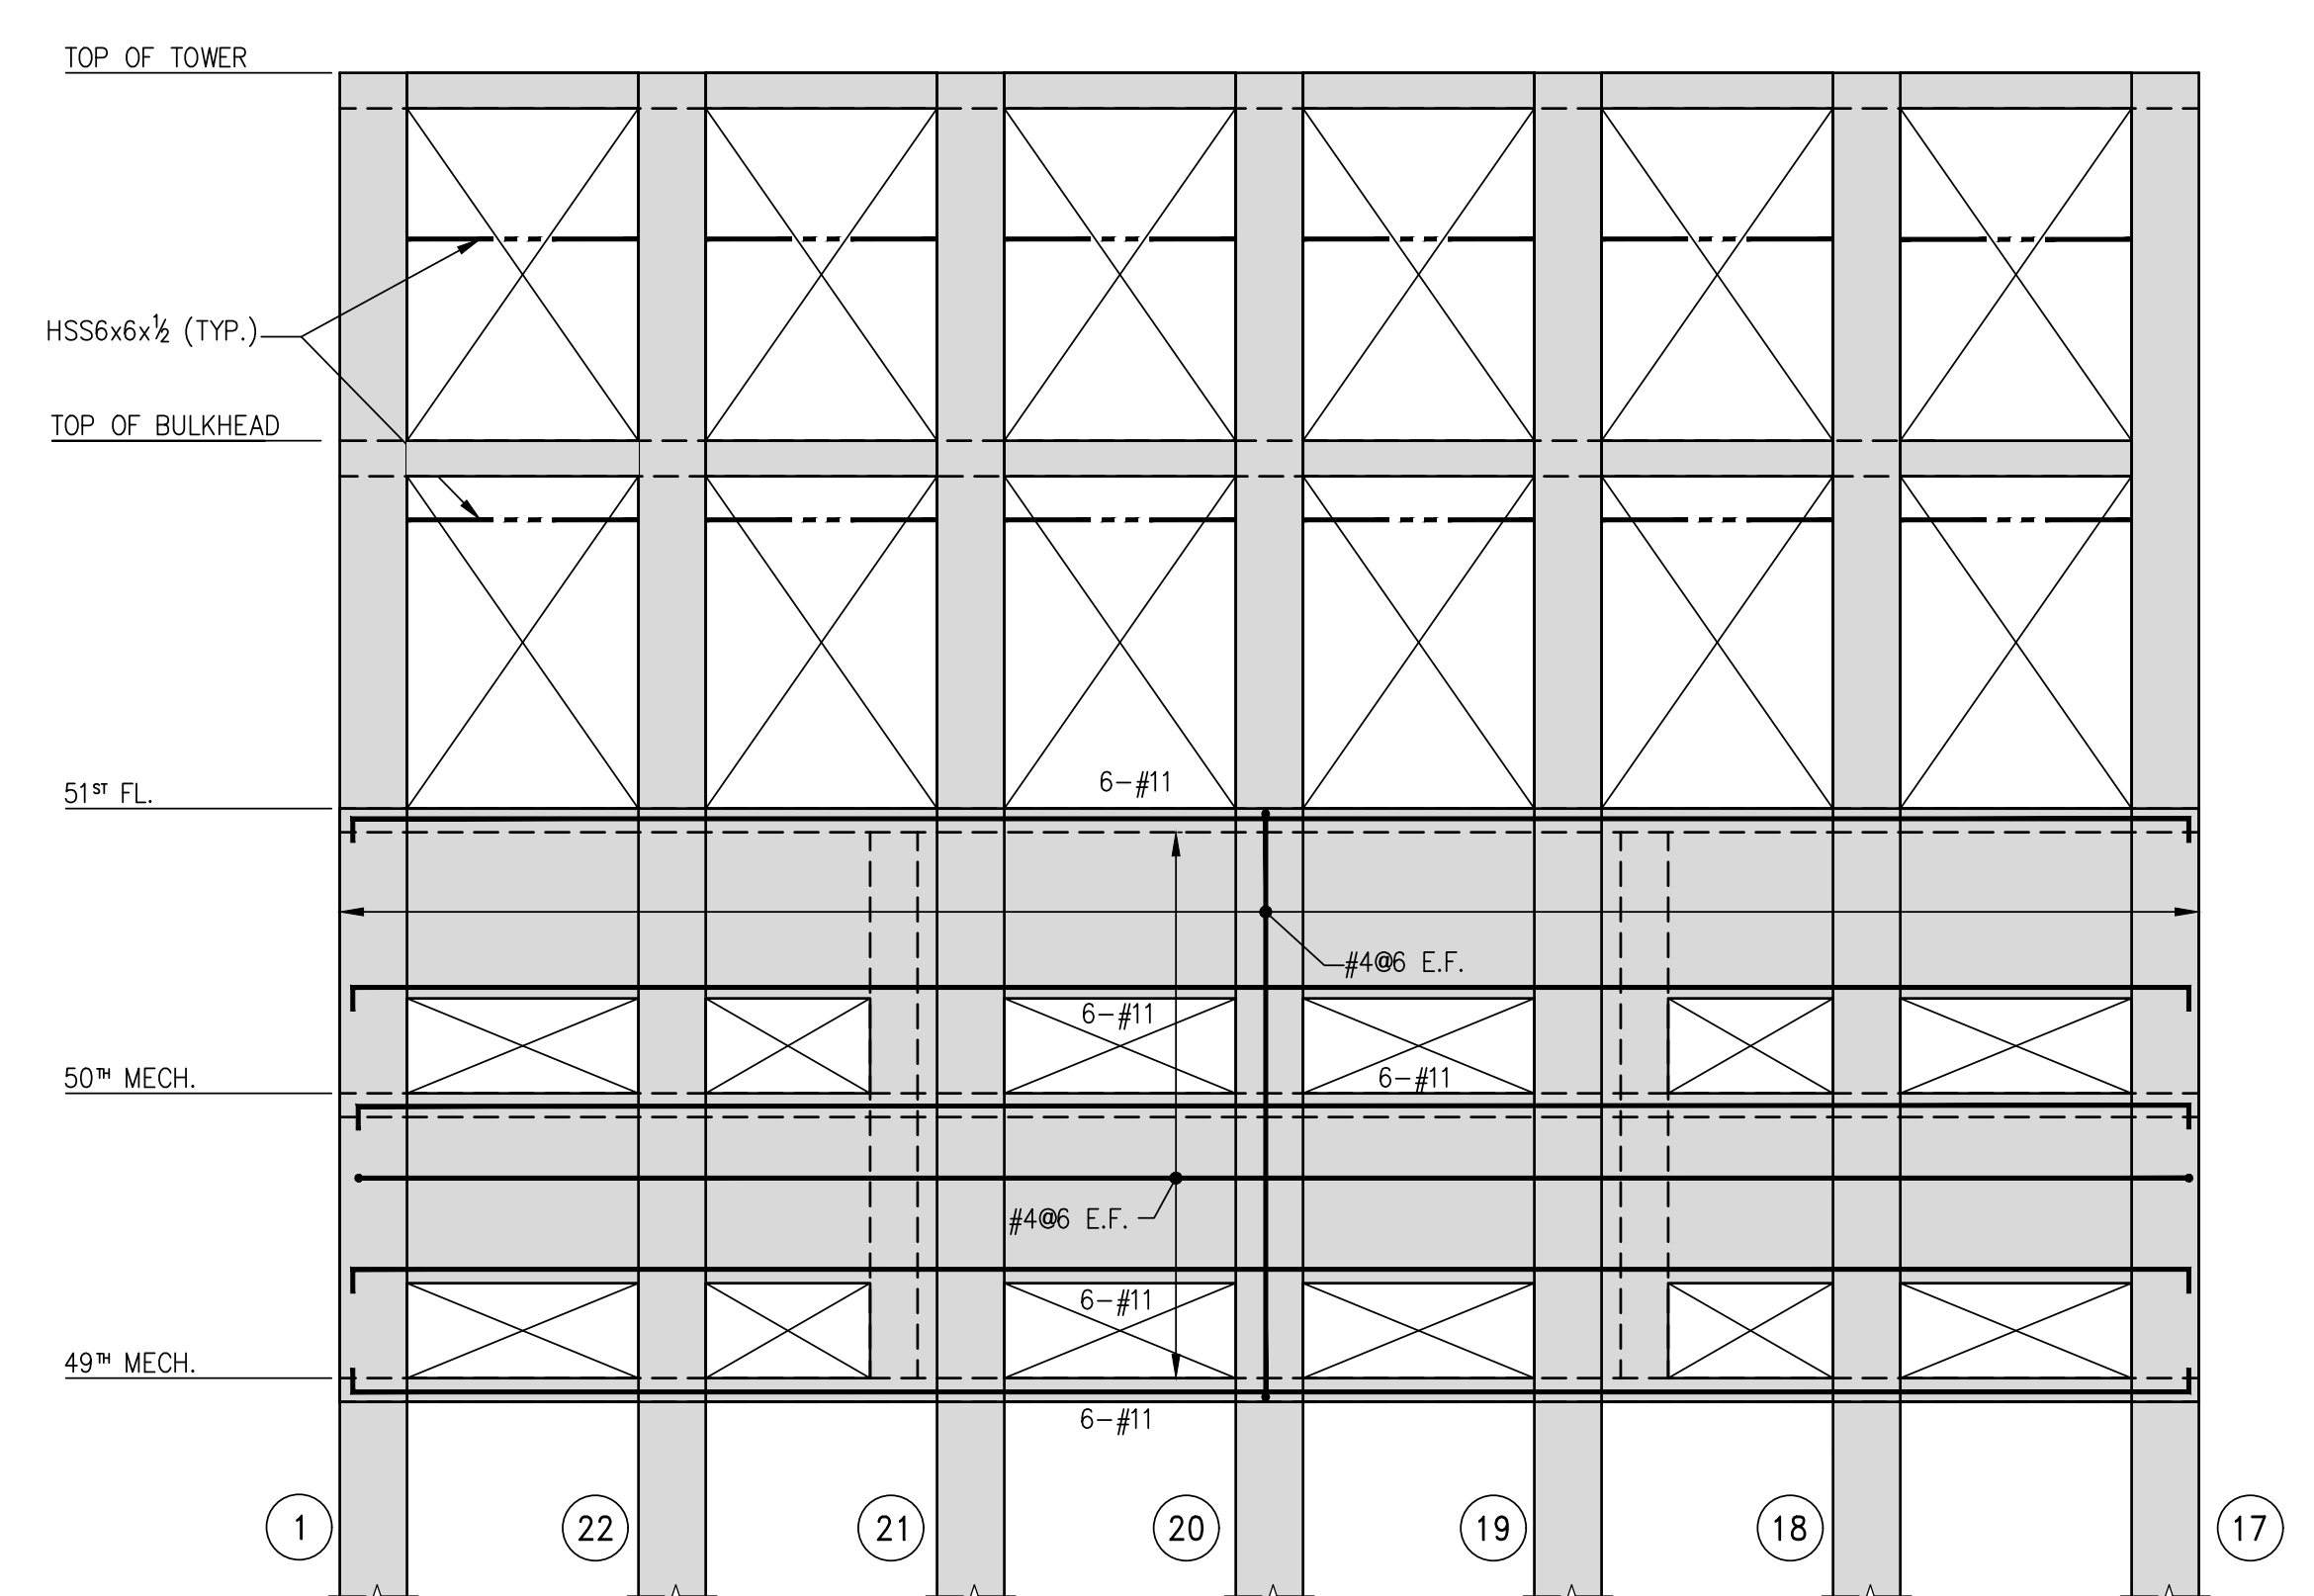 TOP OF TOWER
HSS6x6x½ (TYP.)
TOP OF BULKHEAD
6-#11
51ST FL.
#4@6 E.F.
6-#11
50TH MECH.
6-#11
#4@6 E.F.
6-#11
49TH MECH.
6-#11
1
22
21
20
19
18
17